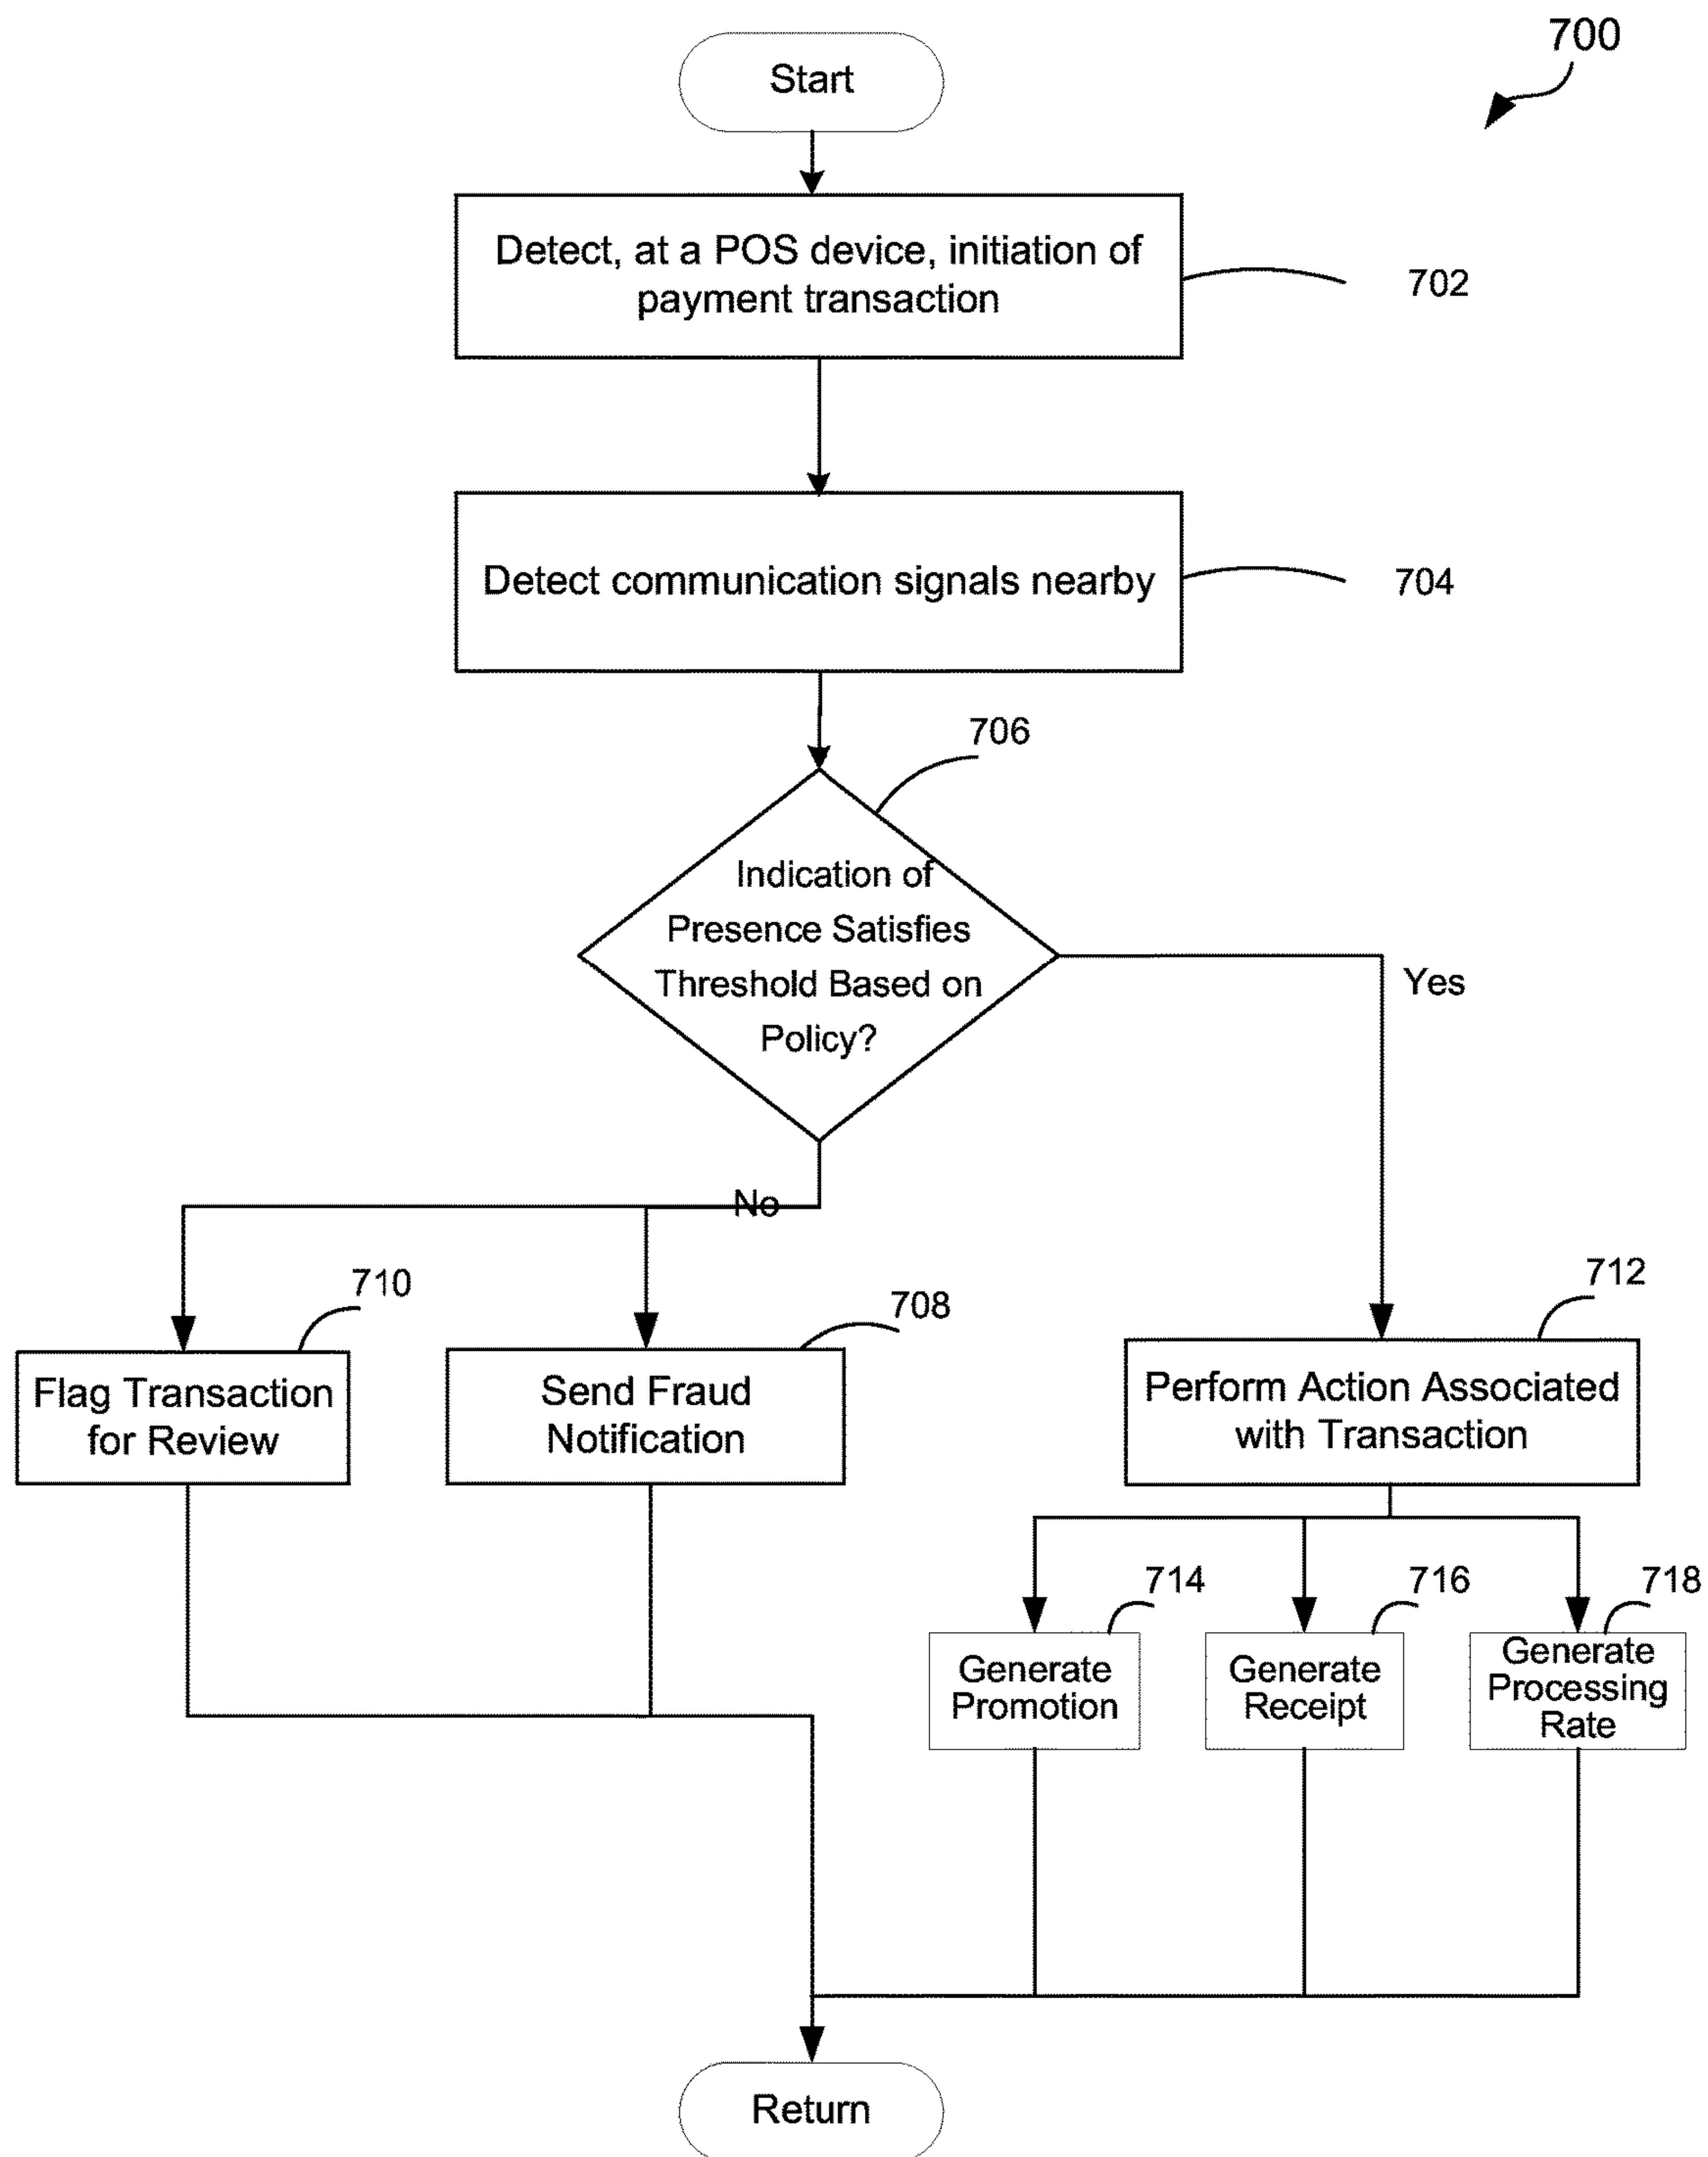 700
Start
Detect, at a POS device, initiation of
payment transaction
702
Detect communication signals nearby
704
706
Indication of
Presence Satisfies
Threshold Based on
Policy?
Yes
No
710
708
712
Flag Transaction
for Review
Send Fraud
Notification
Perform Action Associated
with Transaction
714
716
718
Generate
Promotion
Generate
Receipt
Generate
Processing
Rate
Return